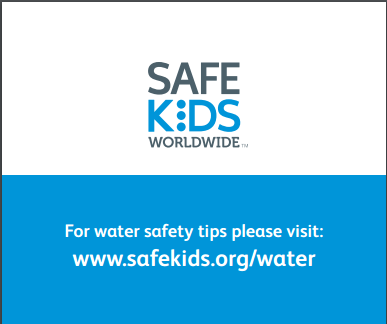 SAFE
KIDS
WORLDWIDE™
For water safety tips please visit:
www.safekids.org/water